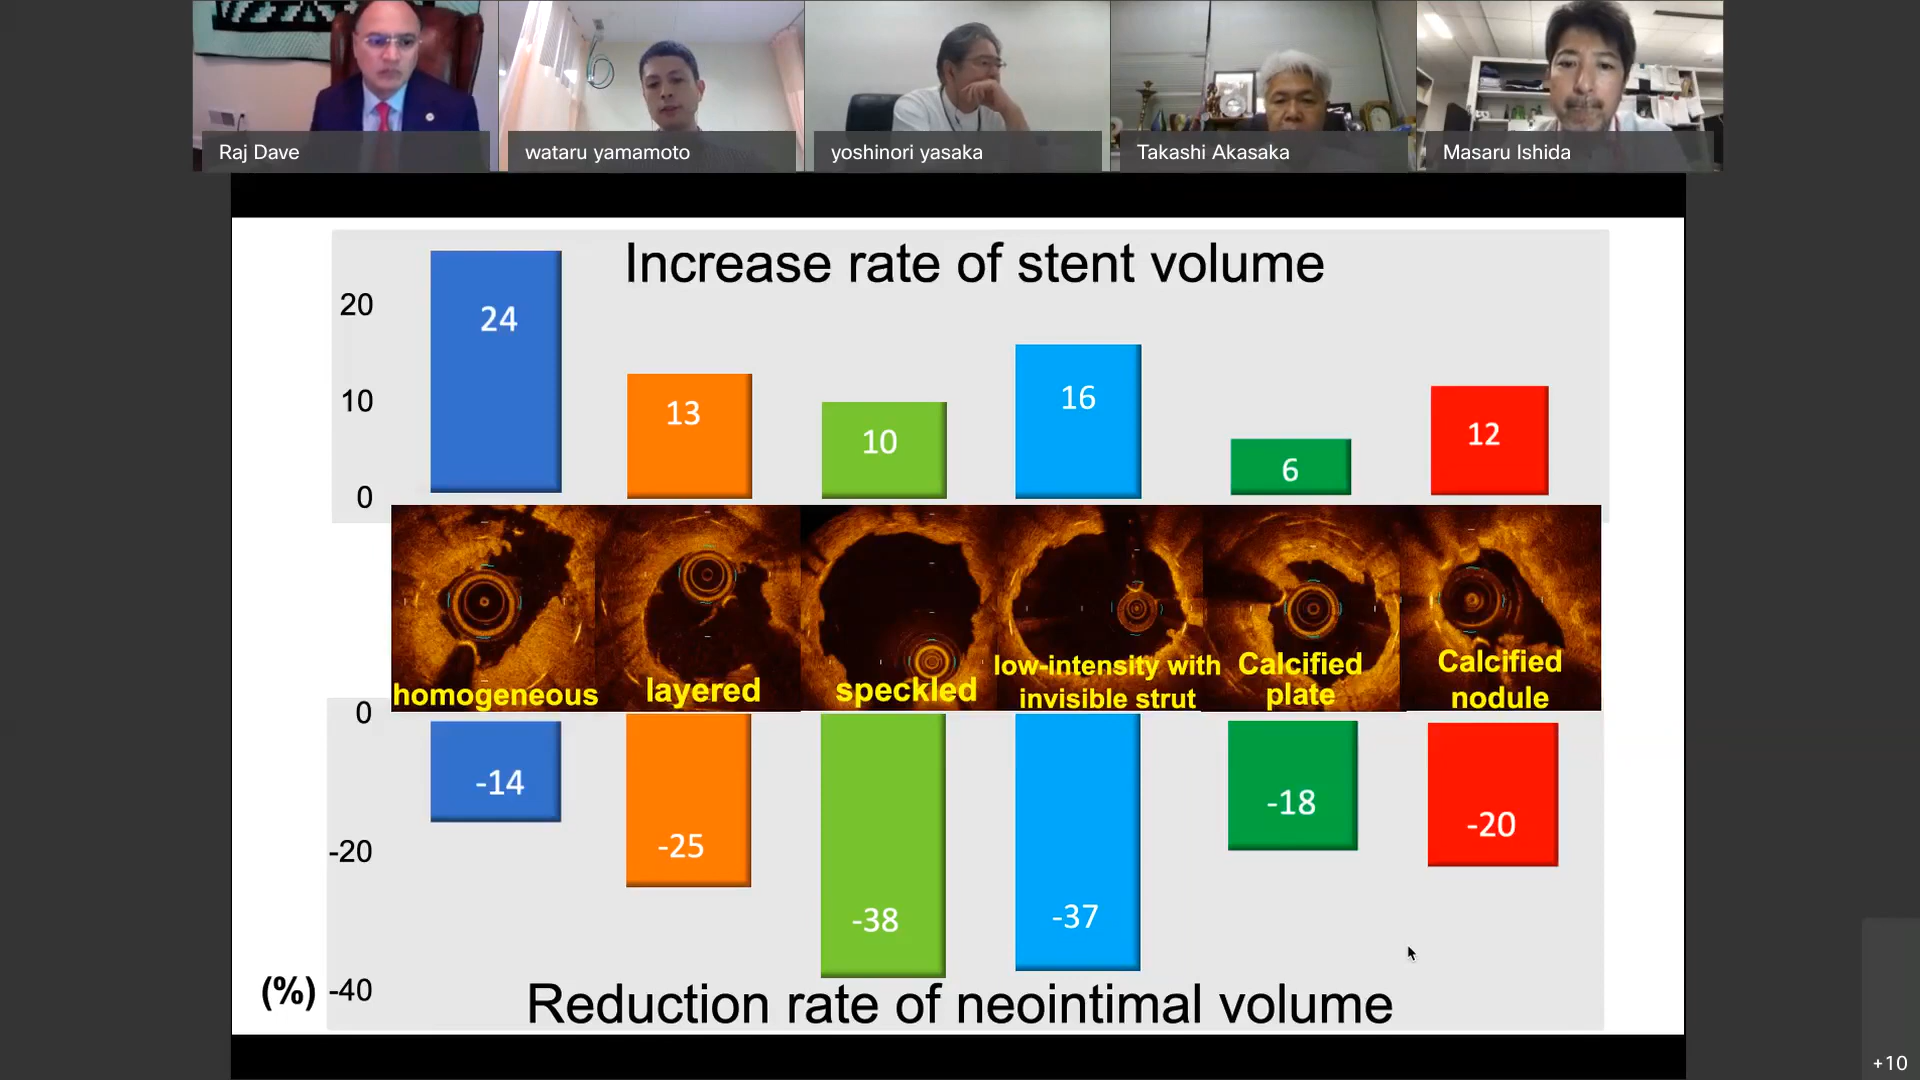 Raj Dave
wataru yamamoto
yoshinori yasaka
Takashi Akasaka
Masaru Ishida
Increase rate of stent volume
20
10
0
24
13
10
16
6
12
homogeneous
layered
speckled
low-intensity with
invisible strut
Calcified
plate
Calcified
nodule
0
-20
(%) -40
-14
-25
-38
-37
-18
-20
Reduction rate of neointimal volume
+10